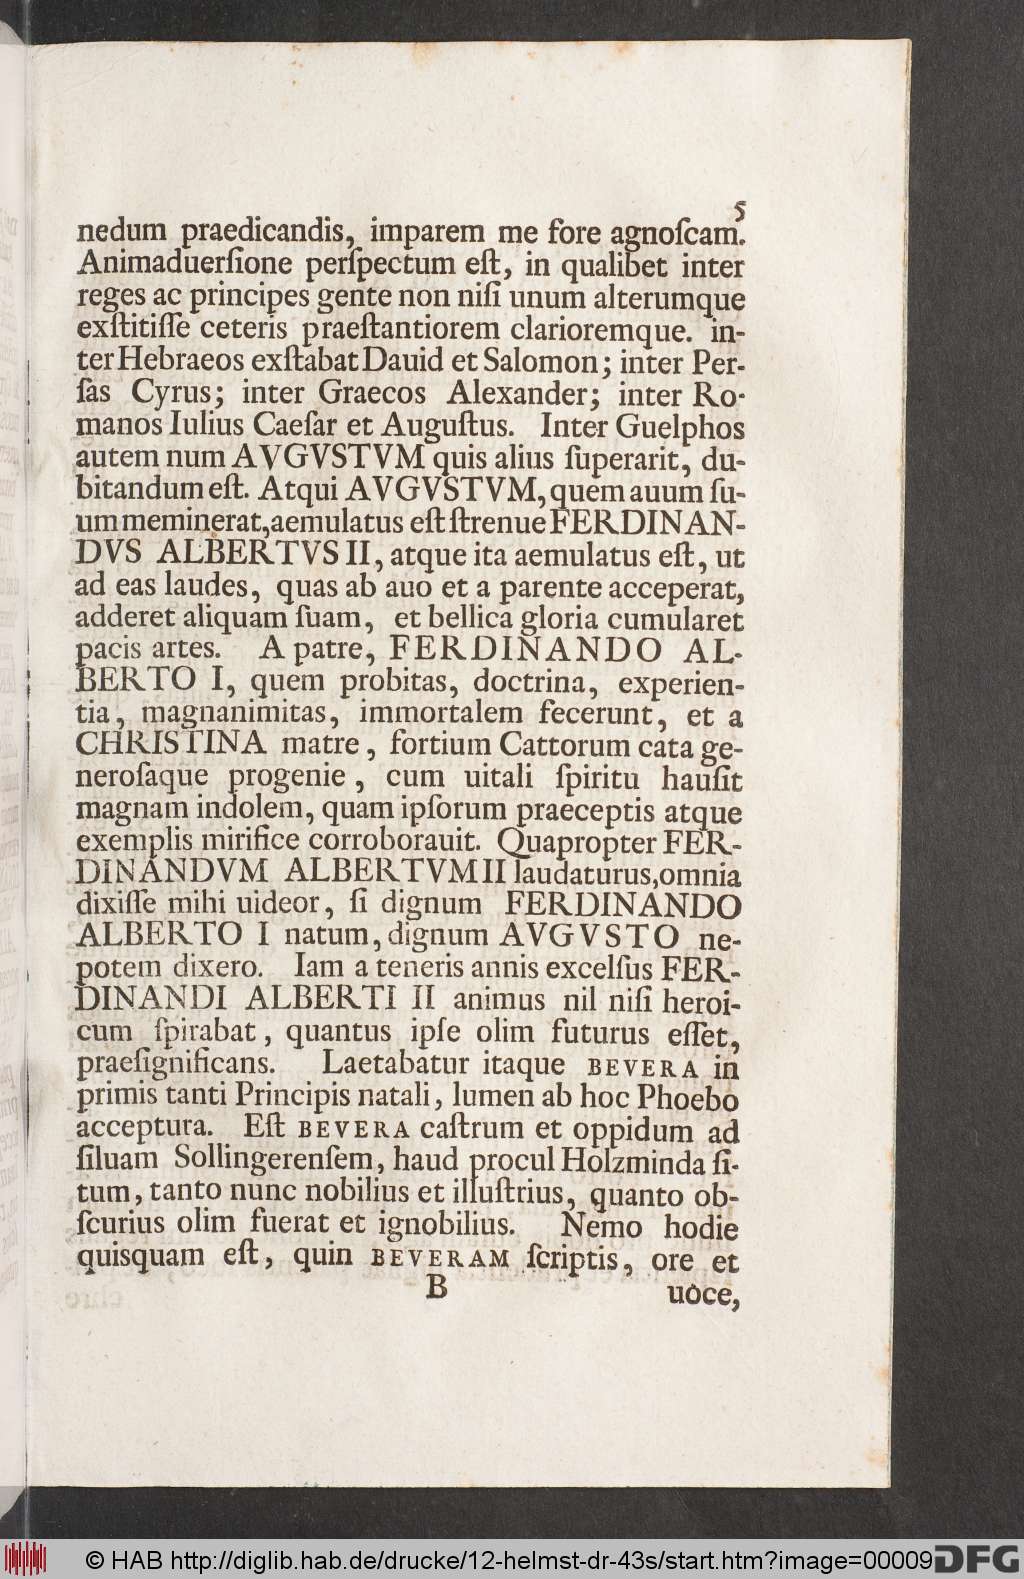 5
nedum praedicandis, imparem me fore agnoſcam.
Animaduerſione perſpectum eſt, in qualibet inter
reges ac principes gente non niſi unum alterumque
exſtitiſſe ceteris praeſtantiorem clarioremque. in-
ter Hebraeos exſtabat Dauid et Salomon; inter Per-
ſas Cyrus; inter Graecos Alexander; inter Ro-
manos Iulius Caeſar et Auguſtus. Inter Guelphos
autem num AVGVSTVM quis alius ſuperarit, du-
bitandum eſt. Atqui AVGVSTVM, quem auum ſu-
um meminerat, aemulatus eſt ſtrenue FERDINAN-
DVS ALBERTVS II, atque ita aemulatus eſt, ut
ad eas laudes, quas ab auo et a parente acceperat,
adderet aliquam ſuam, et bellica gloria cumularet
pacis artes. A patre, FERDINANDO AL-
BERTO I, quem probitas, doctrina, experien-
tia, magnanimitas, immortalem fecerunt, et a
CHRISTINA matre, fortium Cattorum cata ge-
neroſaque progenie, cum uitali ſpiritu hauſit
magnam indolem, quam ipſorum praeceptis atque
exemplis mirifice corroborauit. Quapropter FER-
DINANDVM ALBERTVM II laudaturus, omnia
dixiſſe mihi uideor, ſi dignum FERDINANDO
ALBERTO I natum, dignum AVGVSTO ne-
potem dixero. Iam a teneris annis excelſus FER-
DINANDI ALBERTI II animus nil niſi heroi-
cum ſpirabat, quantus ipſe olim futurus eſſet,
praeſignificans. Laetabatur itaque BEVERA in
primis tanti Principis natali, lumen ab hoc Phoebo
acceptura. Eſt BEVERA caſtrum et oppidum ad
ſiluam Sollingerenſem, haud procul Holzminda ſi-
tum, tanto nunc nobilius et illuſtrius, quanto ob-
ſcurius olim fuerat et ignobilius. Nemo hodie
quisquam eſt, quin BEVERAM ſcriptis, ore et
B uoce,
© HAB http://diglib.hab.de/drucke/12-helmst-dr-43s/start.htm?image=00009
DFG